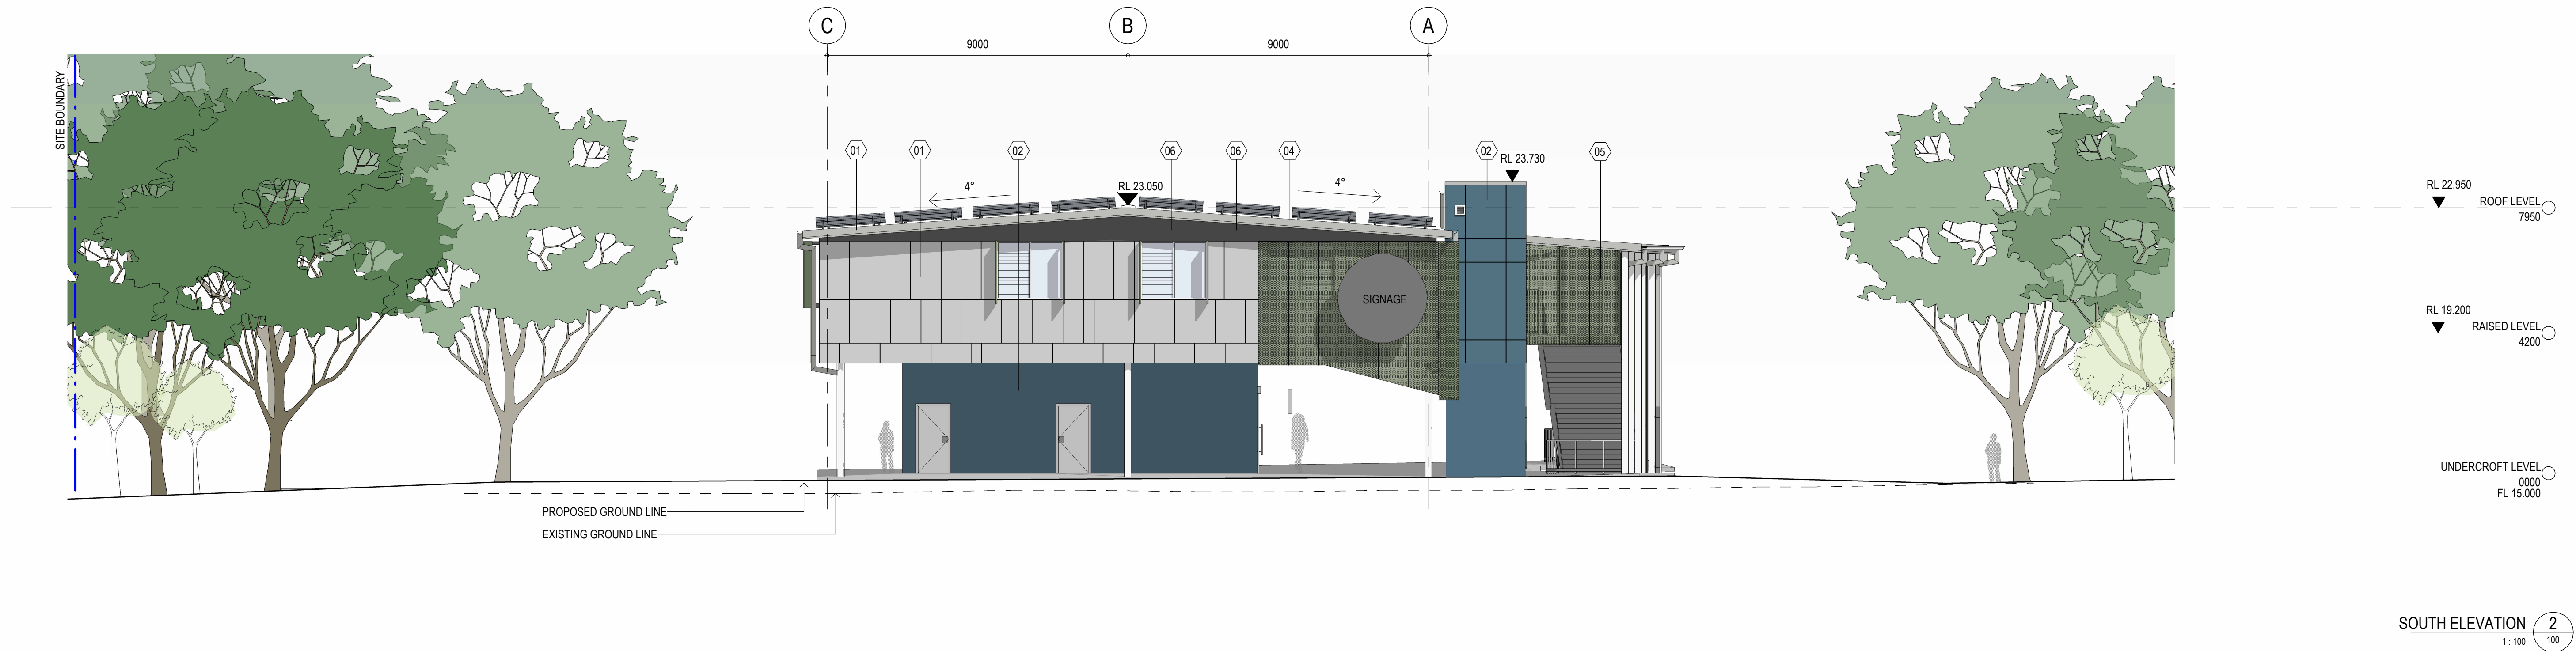 C
B
A
9000
9000
SITE BOUNDARY
01
01
02
06
06
04
02
RL 23.730
05
4°
RL 23.050
4°
RL 22.950
ROOF LEVEL
7950
SIGNAGE
RL 19.200
RAISED LEVEL
4200
UNDERCROFT LEVEL
0000
FL 15.000
PROPOSED GROUND LINE
EXISTING GROUND LINE
SOUTH ELEVATION
1 : 100
2
100